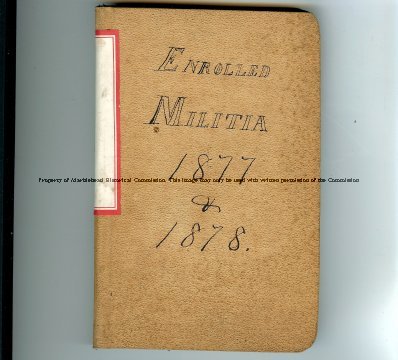 ENROLLED
MILITIA
1877
Property of Marblehead Historical Commission. This image may only be used with written permission of the Commission
&
1878.